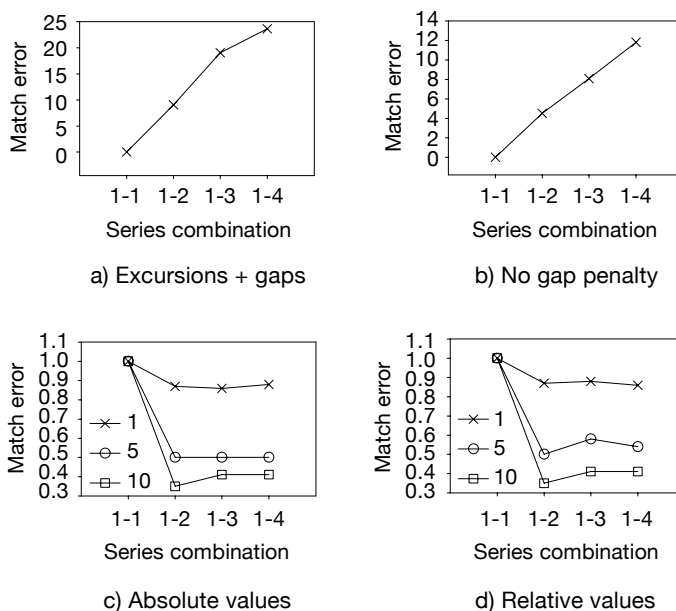 25
20
15
10
5
0
Match error
1-1 1-2 1-3 1-4
Series combination
a) Excursions + gaps
14
12
10
8
6
4
2
0
Match error
1-1 1-2 1-3 1-4
Series combination
b) No gap penalty
1.1
1.0
0.9
0.8
0.7
0.6
0.5
0.4
0.3
Match error
1
5
10
1-1 1-2 1-3 1-4
Series combination
c) Absolute values
1.1
1.0
0.9
0.8
0.7
0.6
0.5
0.4
0.3
Match error
1
5
10
1-1 1-2 1-3 1-4
Series combination
d) Relative values